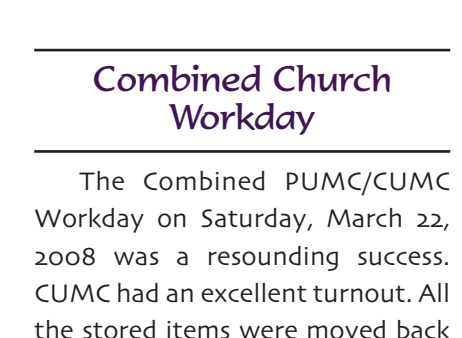 Combined Church
Workday
The Combined PUMC/CUMC
Workday on Saturday, March 22,
2008 was a resounding success.
CUMC had an excellent turnout. All
the stored items were moved back